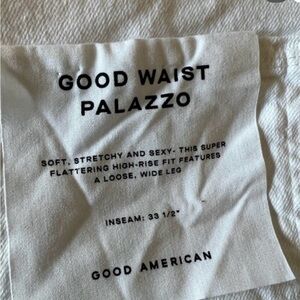 GOOD WAIST
PALAZZO
SOFT, STRETCHY AND SEXY- THIS SUPER
FLATTERING HIGH-RISE FIT FEATURES
A LOOSE, WIDE LEG
INSEAM: 33 1/2"
GOOD AMERICAN